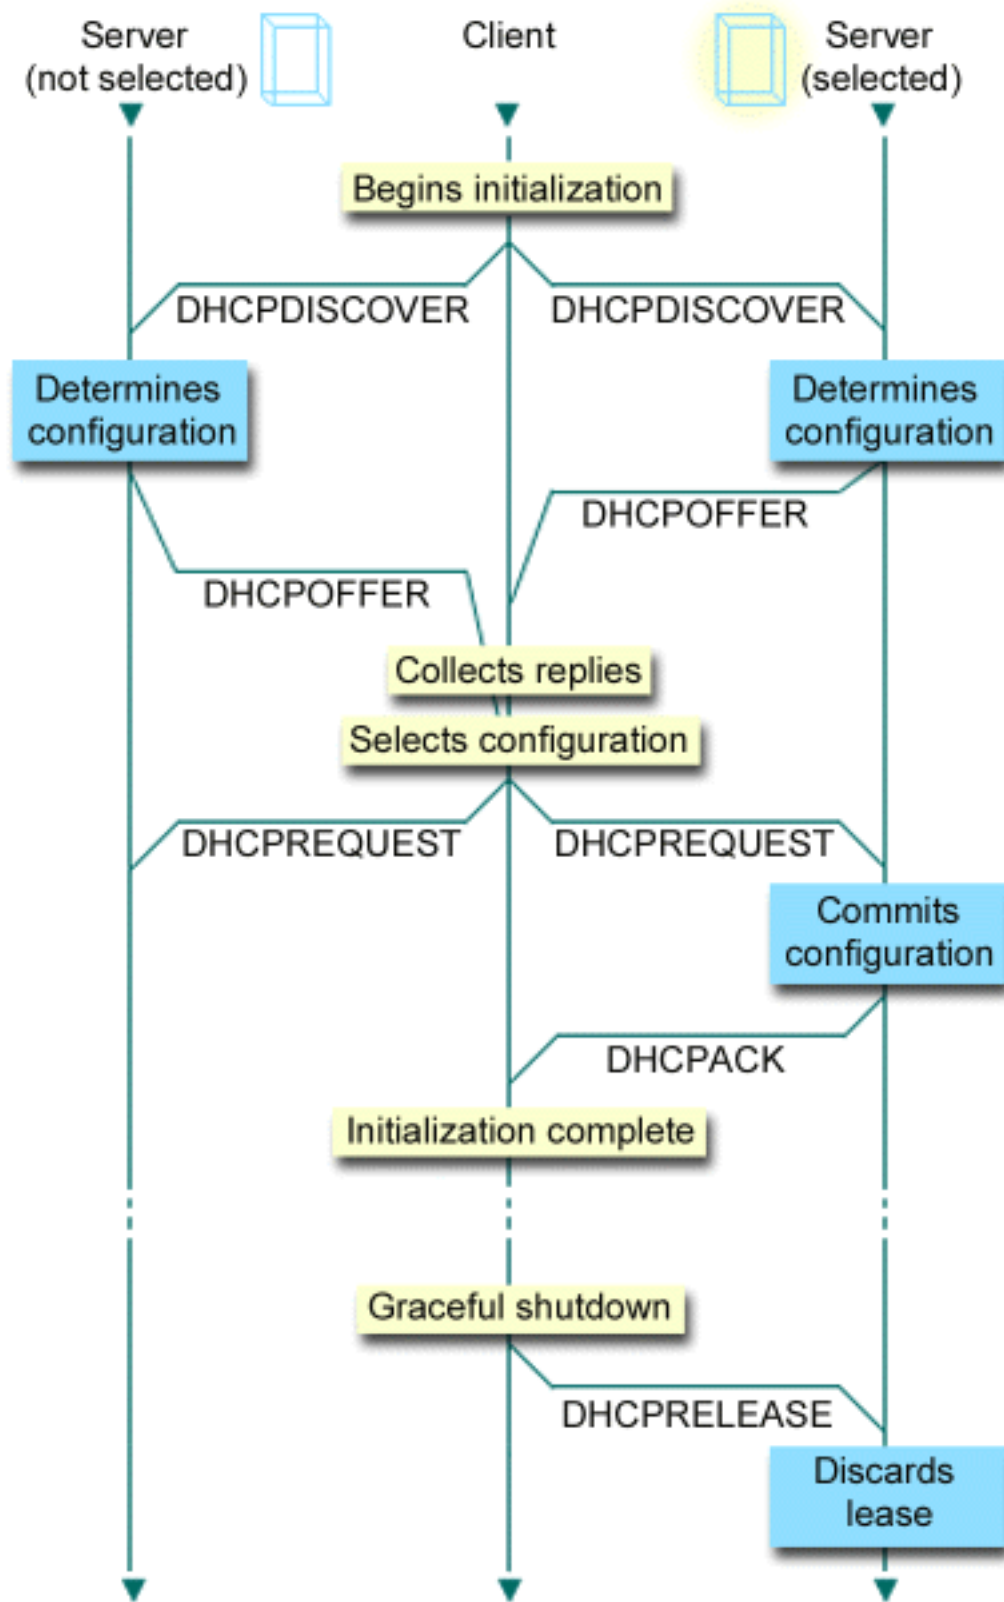 Server
(not selected)
Client
Server
(selected)
Begins initialization
DHCPDISCOVER
DHCPDISCOVER
Determines
configuration
Determines
configuration
DHCPOFFER
DHCPOFFER
Collects replies
Selects configuration
DHCPREQUEST
DHCPREQUEST
Commits
configuration
DHCPACK
Initialization complete
Graceful shutdown
DHCPRELEASE
Discards
lease